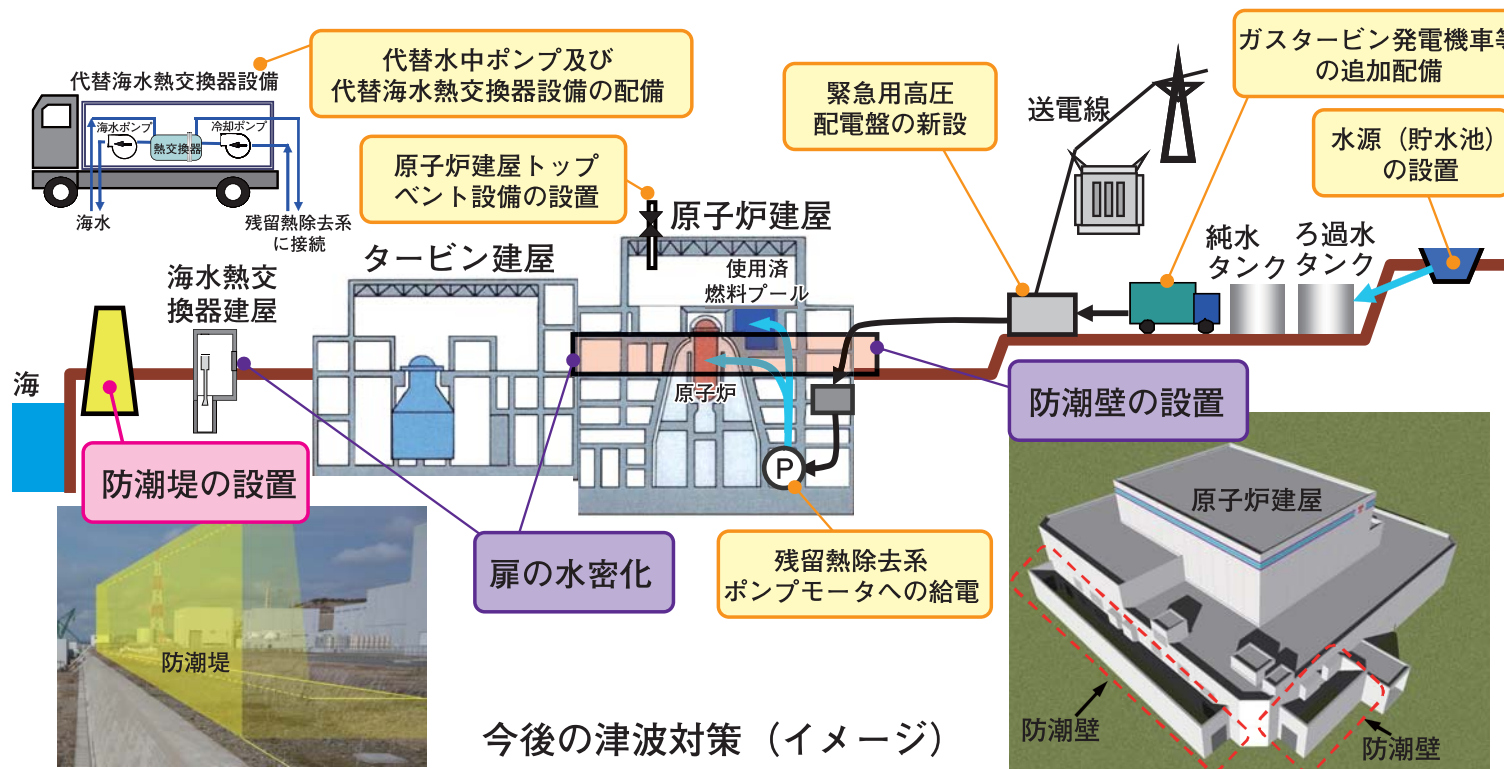 代替海水熱交換器設備
海水ポンプ
冷却ポンプ
熱交換器
海水
残留熱除去系
に接続
代替水中ポンプ及び
代替海水熱交換器設備の配備
原子炉建屋トップ
ベント設備の設置
緊急用高圧
配電盤の新設
送電線
ガスタービン発電機車等
の追加配備
水源（貯水池）
の設置
純水
タンク
ろ過水
タンク
海水熱交
換器建屋
タービン建屋
原子炉建屋
使用済
燃料プール
原子炉
P
海
防潮堤の設置
扉の水密化
残留熱除去系
ポンプモータへの給電
防潮壁の設置
防潮堤
原子炉建屋
防潮壁
防潮壁
今後の津波対策（イメージ）